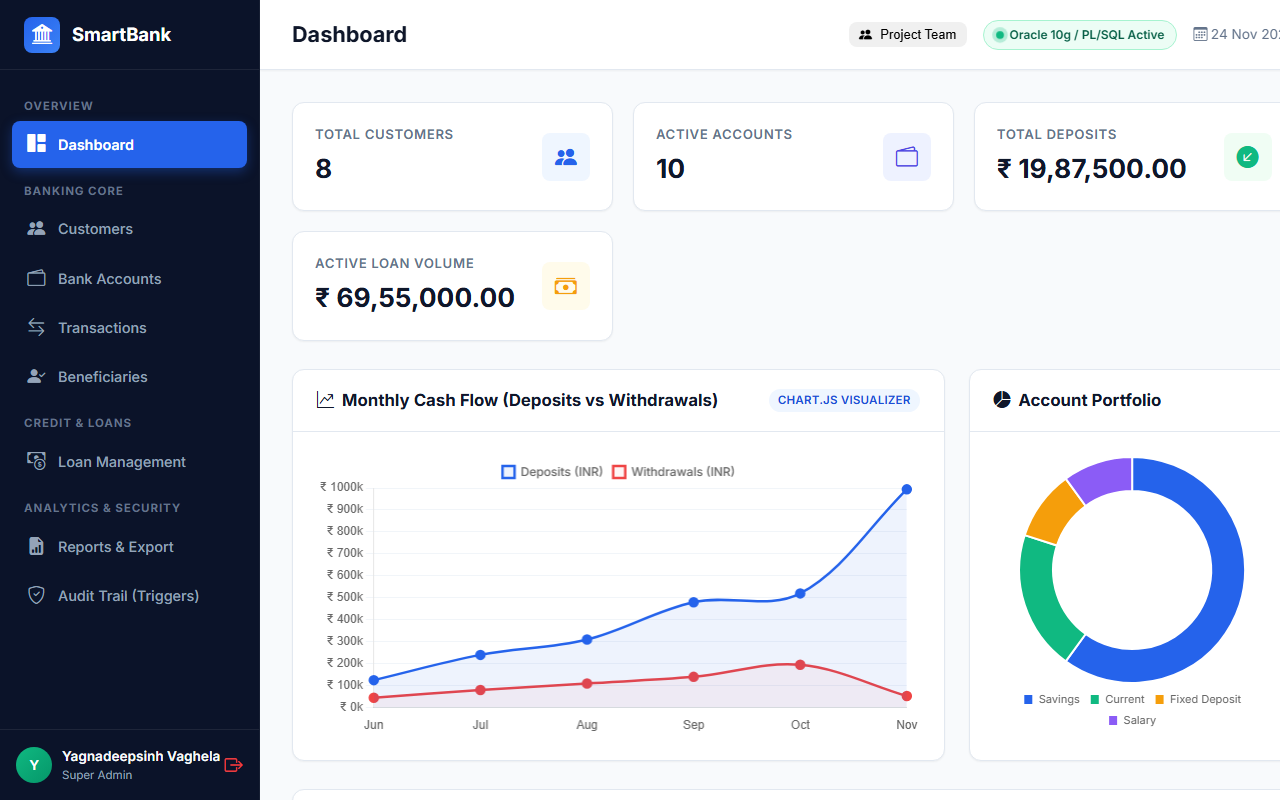 SmartBank
OVERVIEW
Dashboard
BANKING CORE
Customers
Bank Accounts
Transactions
Beneficiaries
CREDIT & LOANS
Loan Management
ANALYTICS & SECURITY
Reports & Export
Audit Trail (Triggers)
Y
Yagnadeepsinh Vaghela
Super Admin
Dashboard
Project Team
Oracle 10g / PL/SQL Active
24 Nov
TOTAL CUSTOMERS
8
ACTIVE ACCOUNTS
10
TOTAL DEPOSITS
₹ 19,87,500.00
ACTIVE LOAN VOLUME
₹ 69,55,000.00
Monthly Cash Flow (Deposits vs Withdrawals)
CHART.JS VISUALIZER
Deposits (INR) Withdrawals (INR)
₹ 1000k
₹ 900k
₹ 800k
₹ 700k
₹ 600k
₹ 500k
₹ 400k
₹ 300k
₹ 200k
₹ 100k
₹ 0k
Jun Jul Aug Sep Oct Nov
Account Portfolio
Savings Current Fixed Deposit
Salary